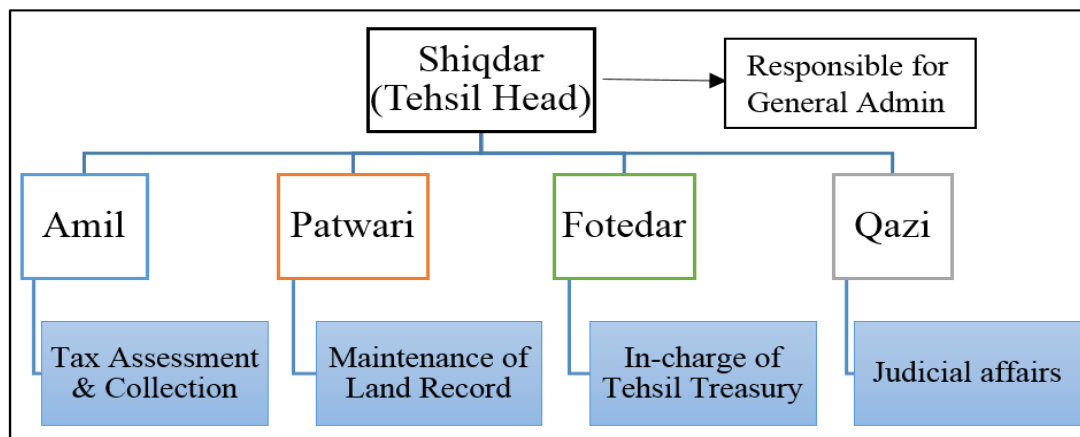 Shiqdar
(Tehsil Head)
Responsible for
General Admin
Amil
Patwari
Fotedar
Qazi
Tax Assessment
& Collection
Maintenance of
Land Record
In-charge of
Tehsil Treasury
Judicial affairs